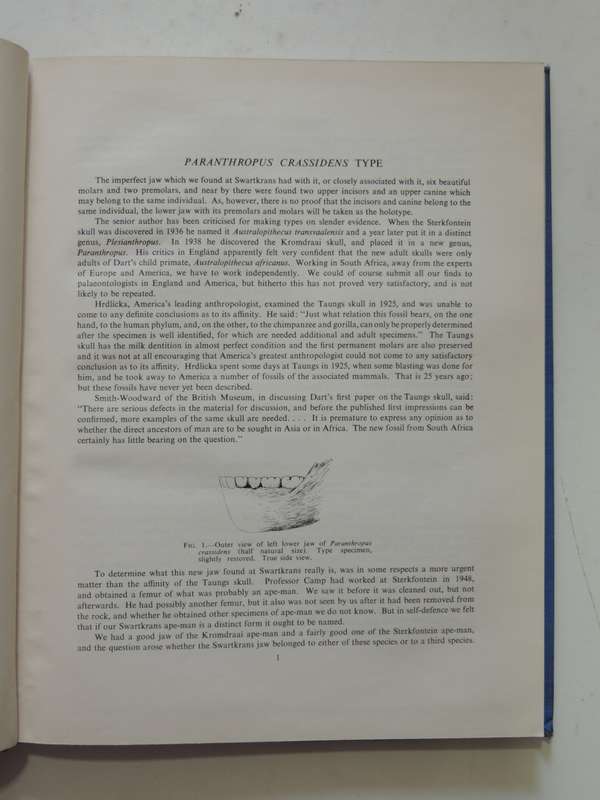 PARANTHROPUS CRASSIDENS TYPE
The imperfect jaw which we found at Swartkrans had with it, or closely associated with it, six beautiful
molars and two premolars, and near by there were found two upper incisors and an upper canine which
may belong to the same individual. As, however, there is no proof that the incisors and canine belong to the
same individual, the lower jaw with its premolars and molars will be taken as the holotype.
The senior author has been criticised for making types on slender evidence. When the Sterkfontein
skull was discovered in 1936 he named it Australopithecus transvaalensis and a year later put it in a distinct
genus, Plesianthropus. In 1938 he discovered the Kromdraai skull, and placed it in a new genus,
Paranthropus. His critics in England apparently felt very confident that the new adult skulls were only
adults of Dart's child primate, Australopithecus africanus. Working in South Africa, away from the experts
of Europe and America, we have to work independently. We could of course submit all our finds to
palaeontologists in England and America, but hitherto this has not proved very satisfactory, and is not
likely to be repeated.
Hrdlicka, America's leading anthropologist, examined the Taungs skull in 1925, and was unable to
come to any definite conclusions as to its affinity. He said: "Just what relation this fossil bears, on the one
hand, to the human phylum, and, on the other, to the chimpanzee and gorilla, can only be properly determined
after the specimen is well identified, for which are needed additional and adult specimens." The Taungs
skull has the milk dentition in almost perfect condition and the first permanent molars are also preserved
and it was not at all encouraging that America's greatest anthropologist could not come to any satisfactory
conclusion as to its affinity. Hrdlicka spent some days at Taungs in 1925, when some blasting was done for
him, and he took away to America a number of fossils of the associated mammals. That is 25 years ago;
but these fossils have never yet been described.
Smith-Woodward of the British Museum, in discussing Dart's first paper on the Taungs skull, said:
"There are serious defects in the material for discussion, and before the published first impressions can be
confirmed, more examples of the same skull are needed. . . . It is premature to express any opinion as to
whether the direct ancestors of man are to be sought in Asia or in Africa. The new fossil from South Africa
certainly has little bearing on the question."
FIG. 1.—Outer view of left lower jaw of Paranthropus
crassidens (half natural size). Type specimen,
slightly restored. True side view.
To determine what this new jaw found at Swartkrans really is, was in some respects a more urgent
matter than the affinity of the Taungs skull. Professor Camp had worked at Sterkfontein in 1948,
and obtained a femur of what was probably an ape-man. We saw it before it was cleaned out, but not
afterwards. He had possibly another femur, but it also was not seen by us after it had been removed from
the rock, and whether he obtained other specimens of ape-man we do not know. But in self-defence we felt
that if our Swartkrans ape-man is a distinct form it ought to be named.
We had a good jaw of the Kromdraai ape-man and a fairly good one of the Sterkfontein ape-man,
and the question arose whether the Swartkrans jaw belonged to either of these species or to a third species.
1